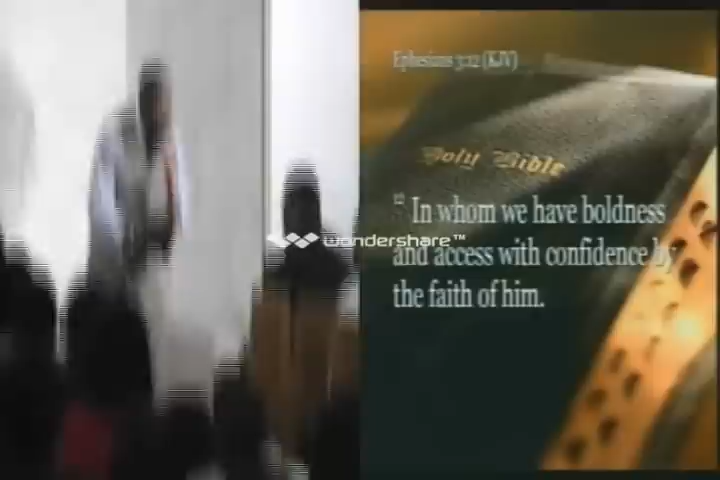 Ephesians 3:12 (KJV)
Holy Bible
12 In whom we have boldness
and access with confidence by
the faith of him.
wondershare™